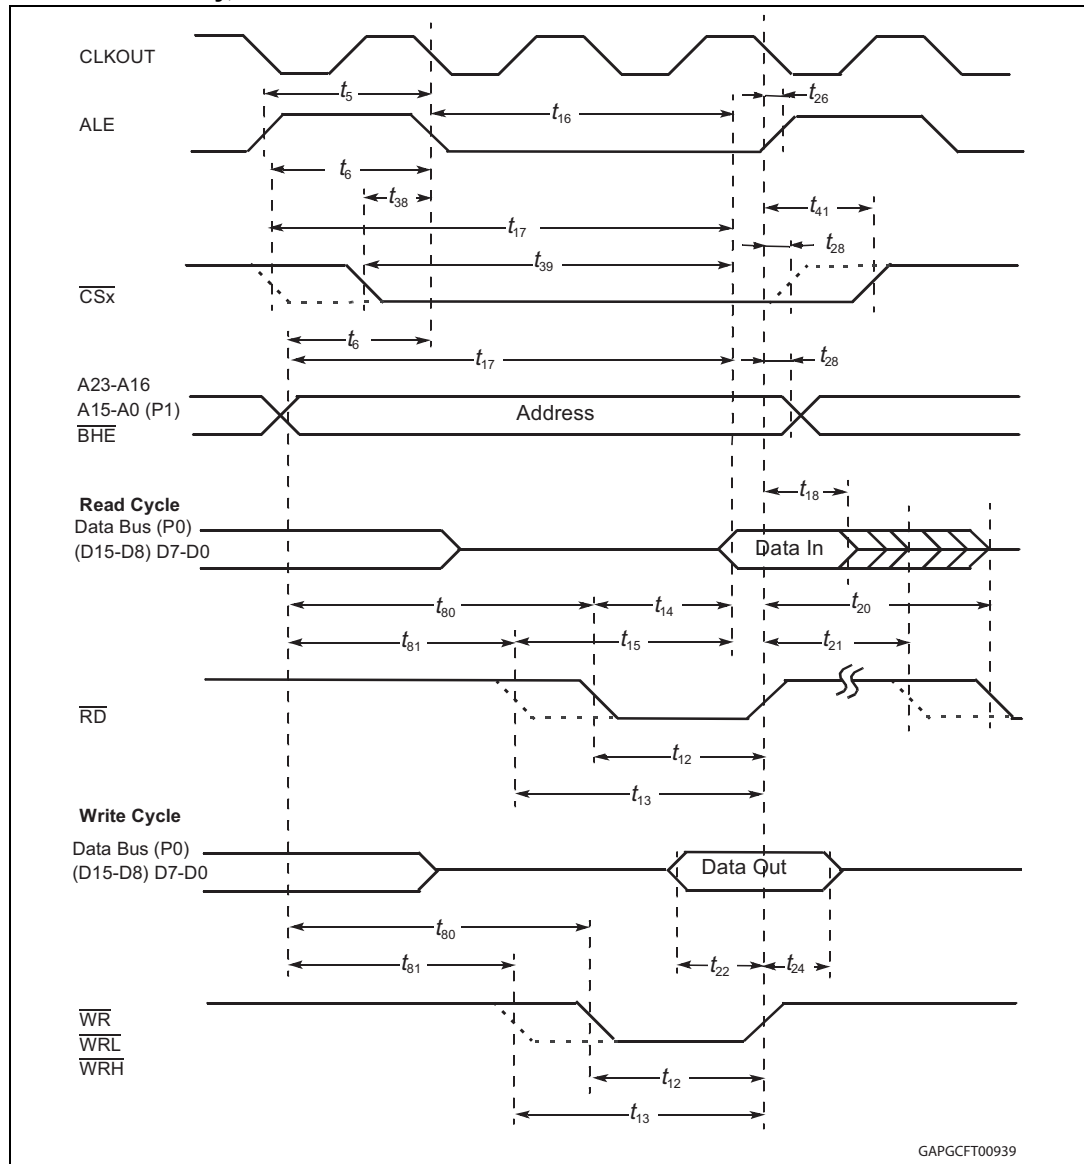 CLKOUT
t5
t26
t16
ALE
t6
t38
t41
t17
t28
t39
CSx
t6
t17
t28
A23-A16
A15-A0 (P1)
Address
BHE
t18
Read Cycle
Data Bus (P0)
(D15-D8) D7-D0
Data In
t80
t14
t20
t81
t15
t21
RD
t12
t13
Write Cycle
Data Bus (P0)
(D15-D8) D7-D0
Data Out
t80
t81
t22
t24
WR
WRL
WRH
t12
t13
GAPGCFT00939